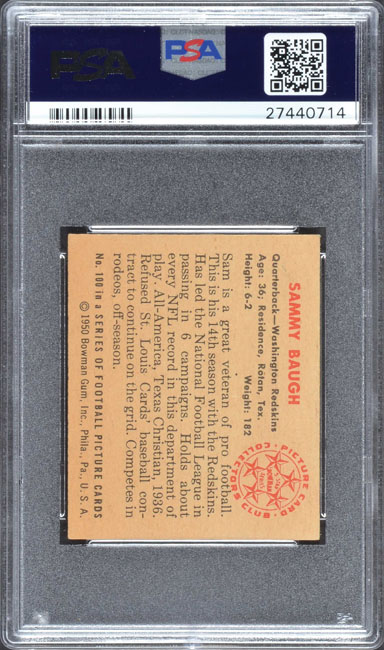 PSA
PSA
27440714
SAMMY BAUGH
Quarterback—Washington Redskins
Age: 36; Residence, Rotan, Tex.
Height: 6-2 Weight: 182
Sam is a great veteran of pro football.
This is his 14th season with the Redskins.
Has led the National Football League in
passing in 6 campaigns. Holds about
every NFL record in this department of
play. All-America, Texas Christian, 1936.
Refused St. Louis Cards' baseball con-
tract to continue on the grid. Competes in
rodeos, off-season.
No. 100 in a SERIES OF FOOTBALL PICTURE CARDS
©1950 Bowman Gum, Inc., Phila., Pa., U. S. A.
PICTURE CARD
COLLECTORS CLUB